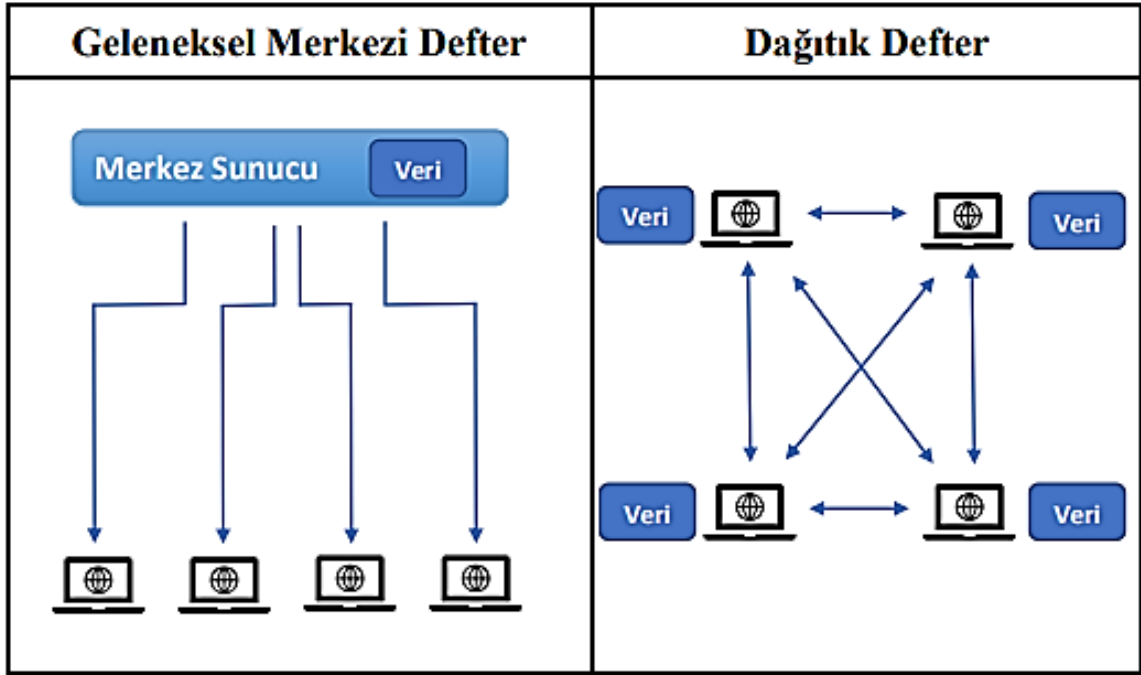 Geleneksel Merkezi Defter
Dağıtık Defter
Merkez Sunucu
Veri
Veri
Veri
Veri
Veri